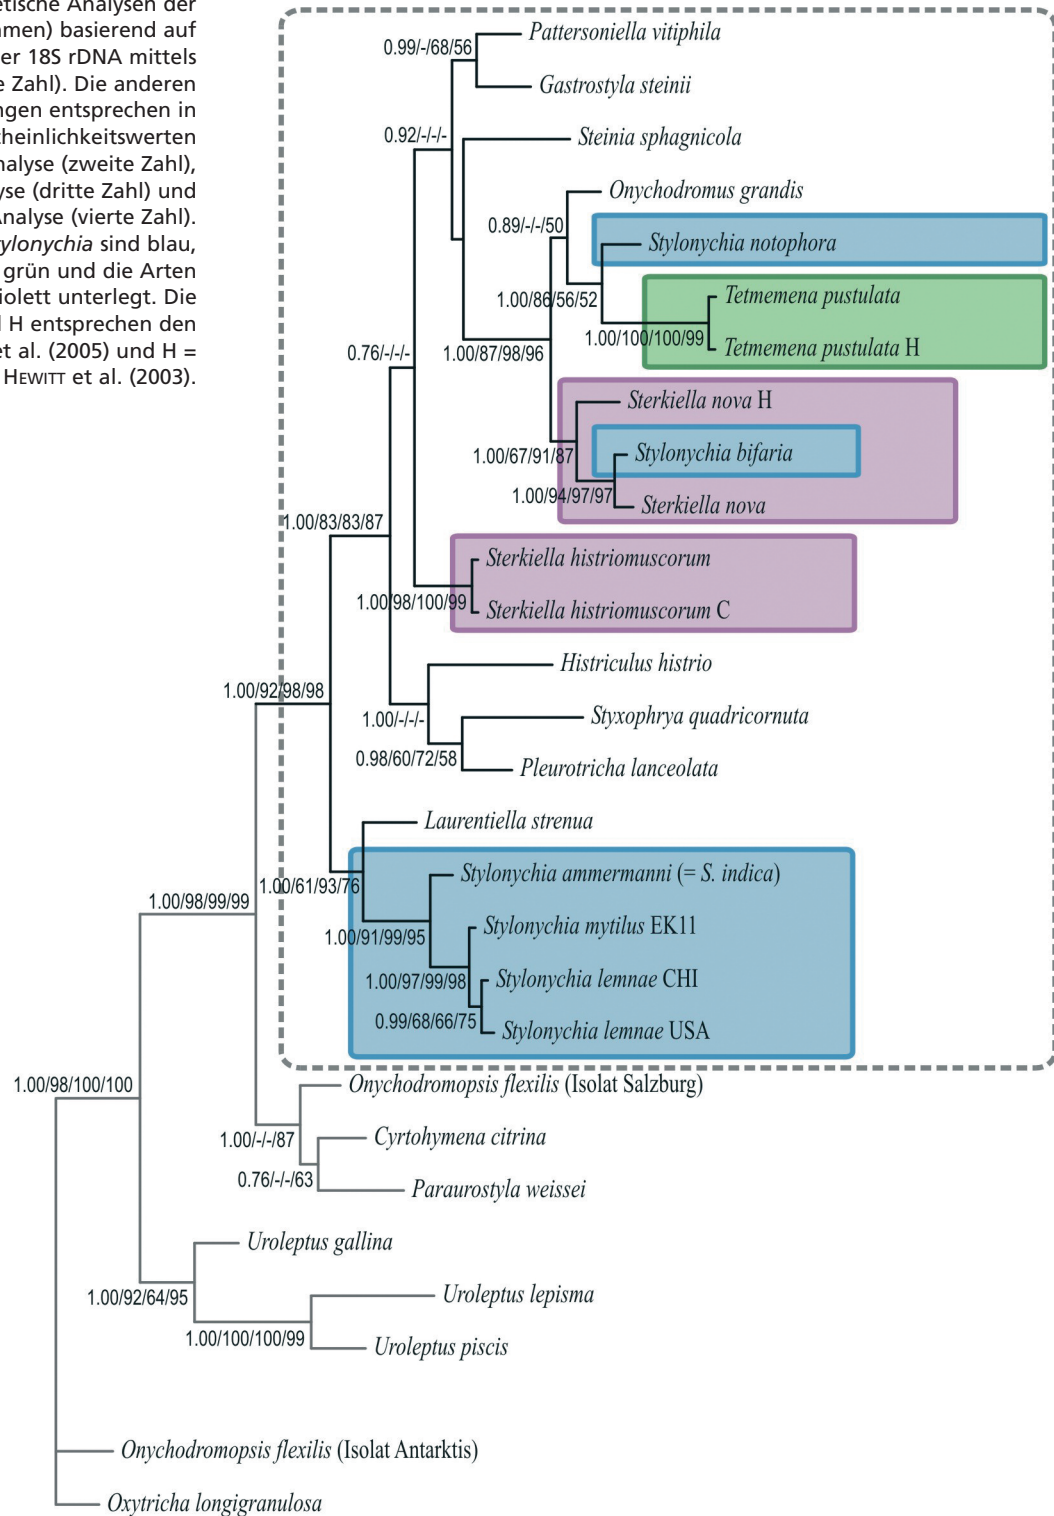 etische Analysen der
men) basierend auf
er 18S rDNA mittels
e Zahl). Die anderen
ngen entsprechen in
cheinlichkeitswerten
nalyse (zweite Zahl),
yse (dritte Zahl) und
Analyse (vierte Zahl).
tylonychia sind blau,
grün und die Arten
iolett unterlegt. Die
d H entsprechen den
et al. (2005) und H =
HEWITT et al. (2003).
Pattersoniella vitiphila
0.99/-/68/56
Gastrostyla steinii
0.92/-/-/-
Steinia sphagnicola
Onychodromus grandis
0.89/-/-/50
Stylonychia notophora
1.00/86/56/52
Tetmemena pustulata
1.00/100/100/99
Tetmemena pustulata H
0.76/-/-/-
1.00/87/98/96
Sterkiella nova H
1.00/67/91/87
Stylonychia bifaria
1.00/94/97/97
Sterkiella nova
1.00/83/83/87
Sterkiella histriomuscorum
1.00/98/100/99
Sterkiella histriomuscorum C
Histriculus histrio
1.00/92/98/98
1.00/-/-/-
Styxophrya quadricornuta
0.98/60/72/58
Pleurotricha lanceolata
Laurentiella strenua
Stylonychia ammermanni (= S. indica)
1.00/61/93/76
1.00/98/99/99
Stylonychia mytilus EK11
1.00/91/99/95
Stylonychia lemnae CHI
1.00/97/99/98
0.99/68/66/75
Stylonychia lemnae USA
1.00/98/100/100
Onychodromopsis flexilis (Isolat Salzburg)
1.00/-/-/87
Cyrtohymena citrina
0.76/-/-/63
Paraurostyla weissei
Uroleptus gallina
1.00/92/64/95
Uroleptus lepisma
1.00/100/100/99
Uroleptus piscis
Onychodromopsis flexilis (Isolat Antarktis)
Oxytricha longigranulosa